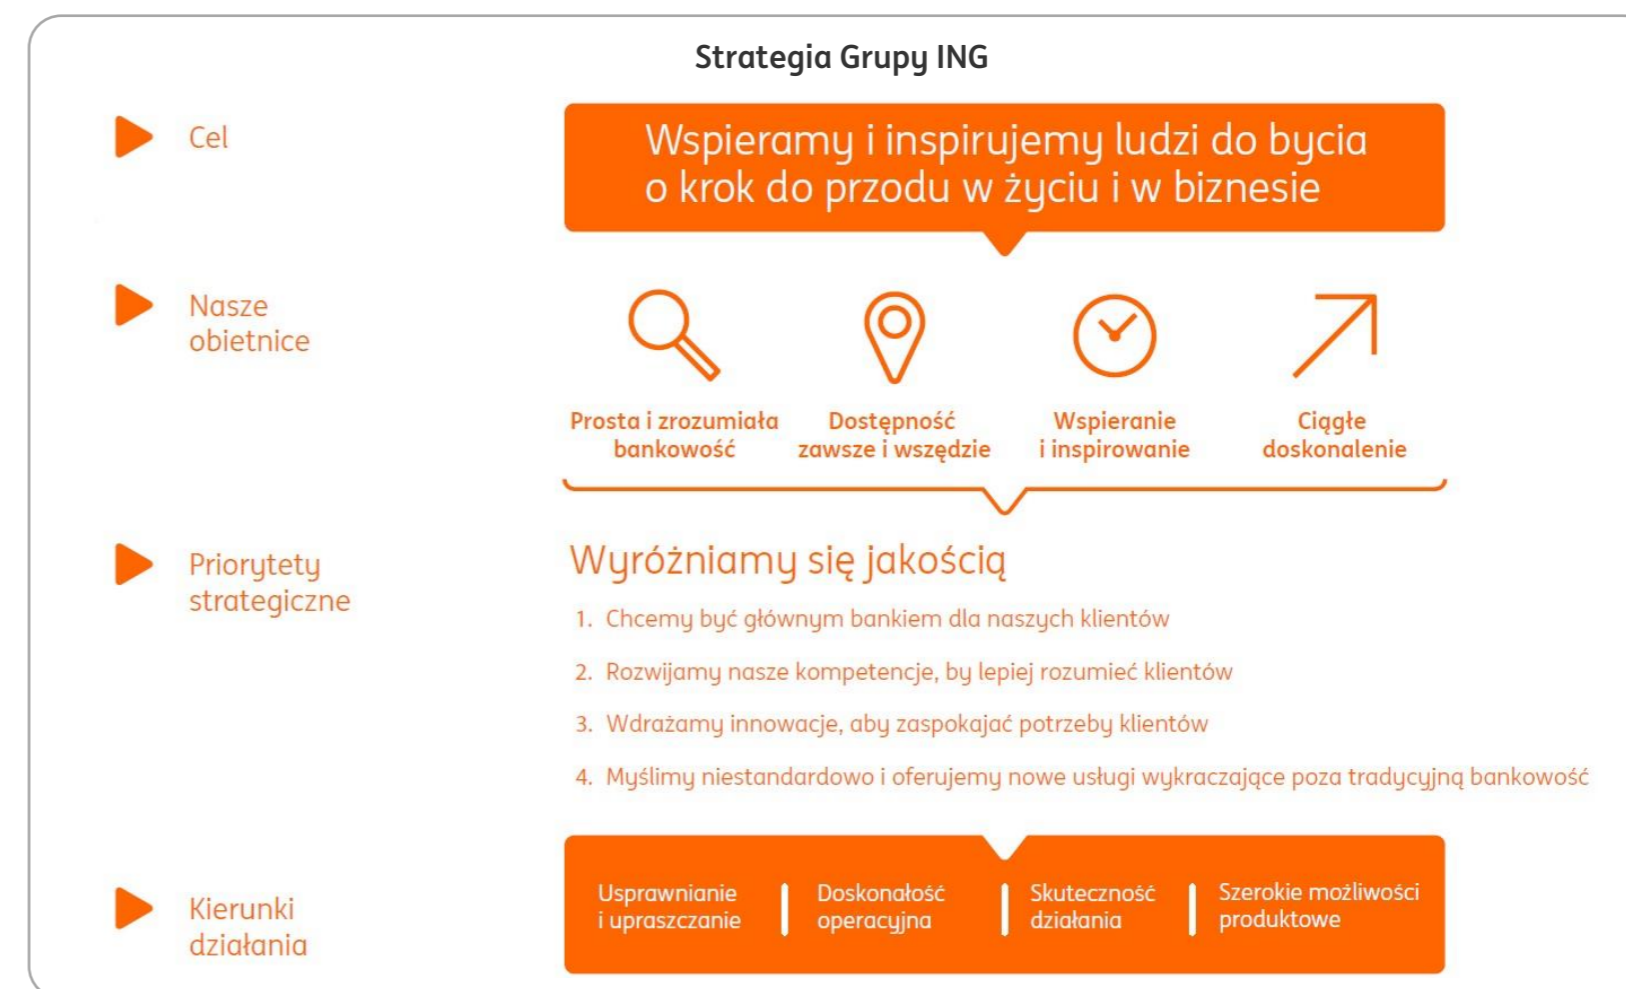 Strategia Grupy ING
Cel
Wspieramy i inspirujemy ludzi do bycia
o krok do przodu w życiu i w biznesie
Nasze
obietnice
Prosta i zrozumiała
bankowość
Dostępność
zawsze i wszędzie
Wspieranie
i inspirowanie
Ciągłe
doskonalenie
Priorytety
strategiczne
Wyróżniamy się jakością
1. Chcemy być głównym bankiem dla naszych klientów
2. Rozwijamy nasze kompetencje, by lepiej rozumieć klientów
3. Wdrażamy innowacje, aby zaspokajać potrzeby klientów
4. Myślimy niestandardowo i oferujemy nowe usługi wykraczające poza tradycyjną bankowość
Kierunki
działania
Usprawnianie
i upraszczanie
Doskonałość
operacyjna
Skuteczność
działania
Szerokie możliwości
produktowe